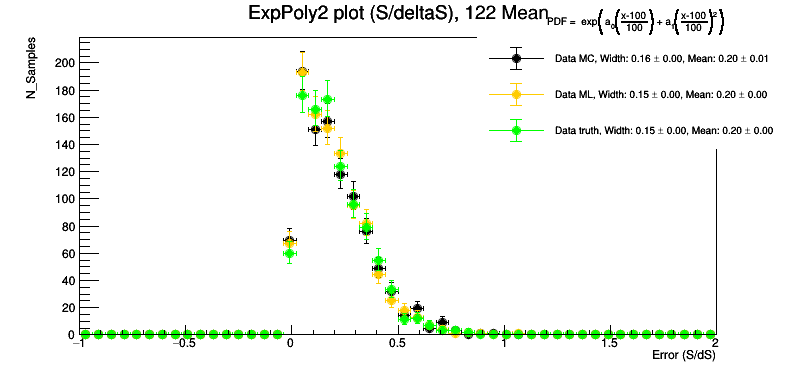 ExpPoly2 plot (S/deltaS), 122 Mean
PDF = exp(a₀(x-100/100) + a₁(x-100/100)²)
Data MC, Width: 0.16 ± 0.00, Mean: 0.20 ± 0.01
Data ML, Width: 0.15 ± 0.00, Mean: 0.20 ± 0.00
Data truth, Width: 0.15 ± 0.00, Mean: 0.20 ± 0.00
N_Samples
200
180
160
140
120
100
80
60
40
20
0
−1 −0.5 0 0.5 1 1.5 2
Error (S/dS)